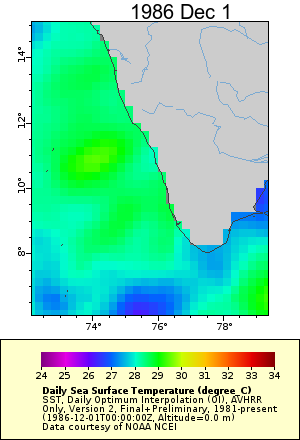 1986 Dec 1
14°
12°
10°
8°
74° 76° 78°
24 25 26 27 28 29 30 31 32 33 34
Daily Sea Surface Temperature (degree_C)
SST, Daily Optimum Interpolation (OI), AVHRR
Only, Version 2, Final+Preliminary, 1981-present
(1986-12-01T00:00:00Z, Altitude=0.0 m)
Data courtesy of NOAA NCEI